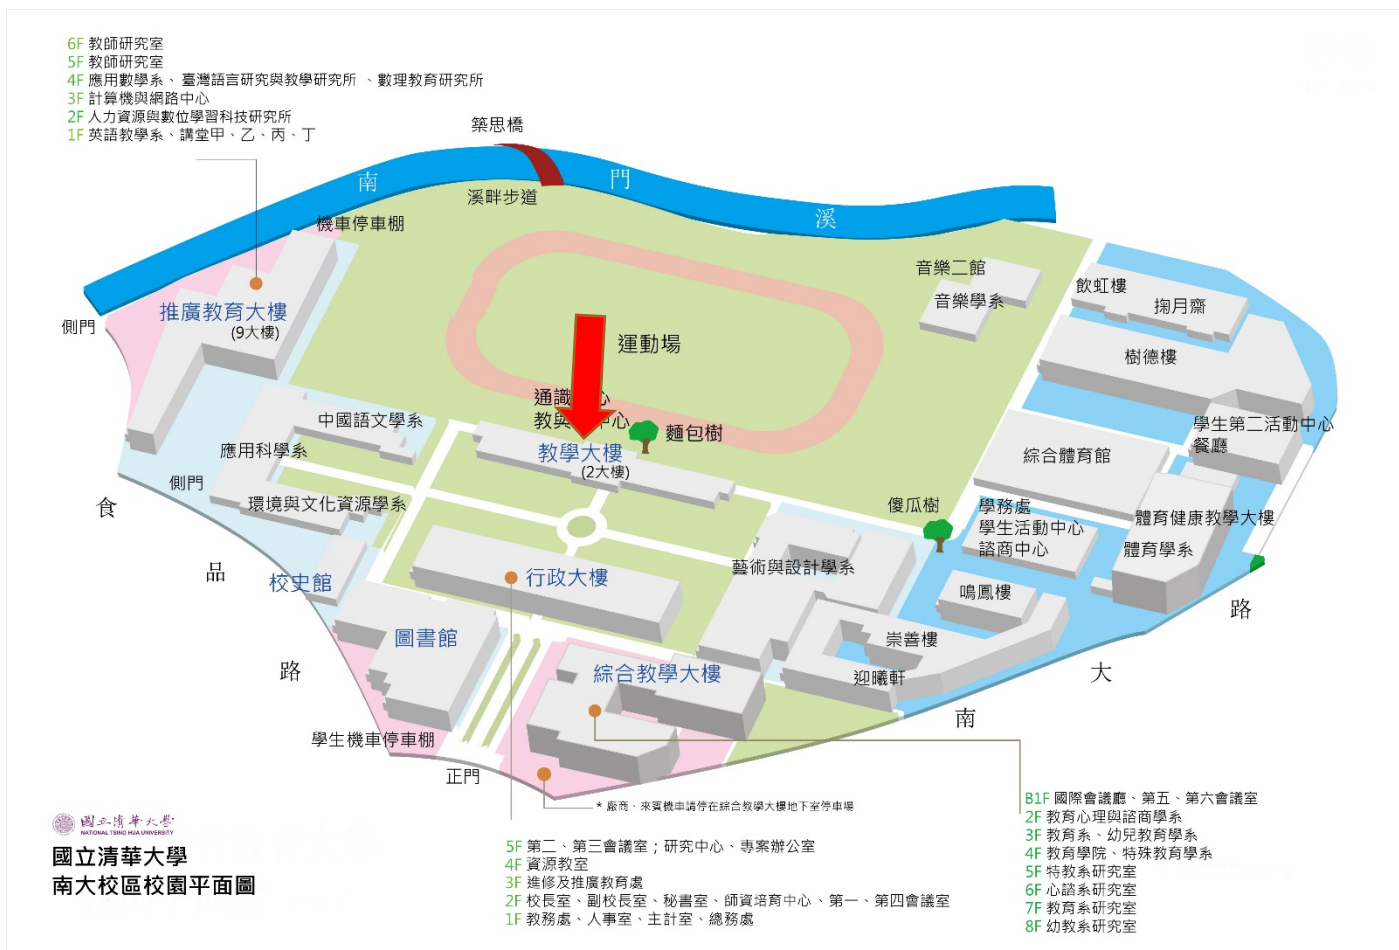 6F 教師研究室
5F 教師研究室
4F 應用數學系、臺灣語言研究與教學研究所 、數理教育研究所
3F 計算機與網路中心
2F 人力資源與數位學習科技研究所
1F 英語教學系、講堂甲、乙、丙、丁
築思橋
南門溪
溪畔步道
機車停車棚
側門
推廣教育大樓
(9大樓)
運動場
音樂二館
音樂學系
飲虹樓
掬月齋
樹德樓
學生第二活動中心
餐廳
綜合體育館
體育健康教學大樓
體育學系
中國語文學系
應用科學系
側門
環境與文化資源學系
通識 心
教與 中心
教學大樓
(2大樓)
麵包樹
傻瓜樹
學務處
學生活動中心
諮商中心
校史館
行政大樓
藝術與設計學系
鳴鳳樓
崇善樓
迎曦軒
圖書館
綜合教學大樓
食品路
南大路
學生機車停車棚
正門
* 廠商、來賓機車請停在綜合教學大樓地下室停車場
5F 第二、第三會議室；研究中心、專案辦公室
4F 資源教室
3F 進修及推廣教育處
2F 校長室、副校長室、秘書室、師資培育中心、第一、第四會議室
1F 教務處、人事室、主計室、總務處
B1F 國際會議廳、第五、第六會議室
2F 教育心理與諮商學系
3F 教育系、幼兒教育學系
4F 教育學院、特殊教育學系
5F 特教系研究室
6F 心諮系研究室
7F 教育系研究室
8F 幼教系研究室
國立清華大學
NATIONAL TSING HUA UNIVERSITY
國立清華大學
南大校區校園平面圖